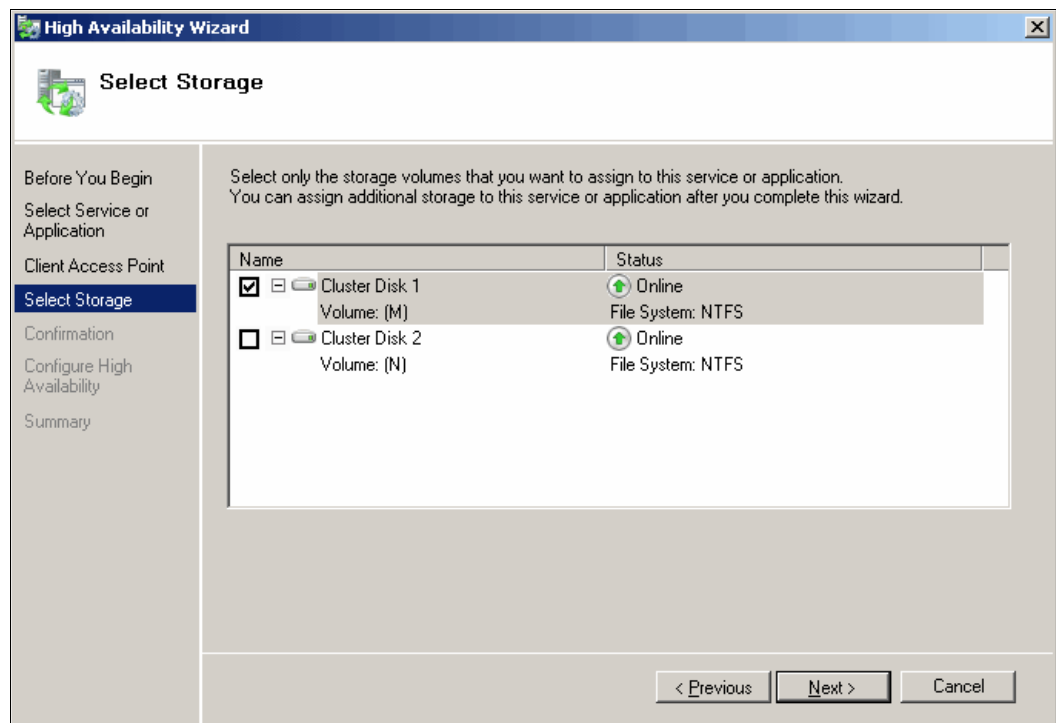 High Availability Wizard
Select Storage
Before You Begin
Select Service or
Application
Client Access Point
Select Storage
Confirmation
Configure High
Availability
Summary
Select only the storage volumes that you want to assign to this service or application.
You can assign additional storage to this service or application after you complete this wizard.
Name Status
Cluster Disk 1 Online
Volume: (M) File System: NTFS
Cluster Disk 2 Online
Volume: (N) File System: NTFS
< Previous Next > Cancel